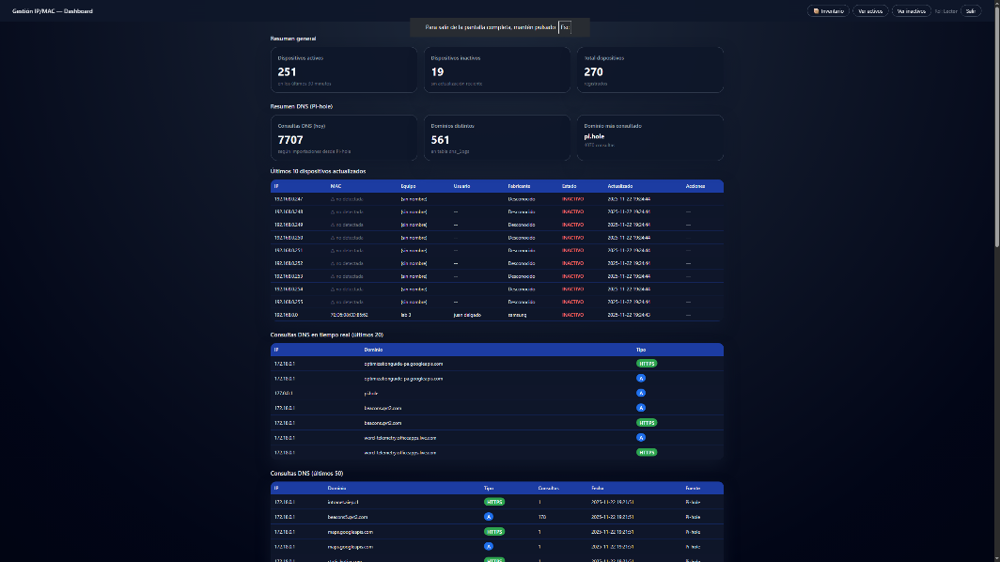 Gestión IP/MAC — Dashboard
Inventario Ver activos Ver inactivos Rol: Lector Salir
Para salir de la pantalla completa, mantén pulsado Esc
Resumen general
Dispositivos activos Dispositivos inactivos Total dispositivos
251 19 270
en los últimos 30 minutos sin actualización reciente registrados
Resumen DNS (Pi-hole)
Consultas DNS (hoy) Dominios distintos Dominio más consultado
7707 561 pi.hole
según importaciones desde Pi-hole en tabla dns_logs consultas
Últimos 10 dispositivos actualizados
IP MAC Equipo Usuario Fabricante Estado Actualizado Acciones
192.168.0.247 ⚠ no detectada (sin nombre) Desconocido INACTIVO 2025-11-22 19:24:44
192.168.0.248 ⚠ no detectada (sin nombre) — Desconocido INACTIVO 2025-11-22 19:24:44 —
192.168.0.249 ⚠ no detectada (sin nombre) — Desconocido INACTIVO 2025-11-22 19:24:44 —
192.168.0.250 ⚠ no detectada (sin nombre) Desconocido INACTIVO 2025-11-22 19:24:44 —
192.168.0.251 ⚠ no detectada (sin nombre) — Desconocido INACTIVO 2025-11-22 19:24:44 —
192.168.0.252 ⚠ no detectada (sin nombre) — Desconocido INACTIVO 2025-11-22 19:24:44 —
192.168.0.253 ⚠ no detectada (sin nombre) — Desconocido INACTIVO 2025-11-22 19:24:44 —
192.168.0.254 ⚠ no detectada (sin nombre) Desconocido INACTIVO 2025-11-22 19:24:44 —
192.168.0.255 ⚠ no detectada (sin nombre) Desconocido INACTIVO 2025-11-22 19:24:44
192.168.0.0 lab 3 juan delgado samsung INACTIVO 2025-11-22 19:24:43 —
Consultas DNS en tiempo real (últimos 20)
IP Dominio Tipo
172.18.0.1 optimizationguide-pa.googleapis.com HTTPS
172.18.0.1 optimizationguide-pa.googleapis.com A
127.0.0.1 pi.hole A
172.18.0.1 beacons.gvt2.com A
172.18.0.1 beacons.gvt2.com HTTPS
172.18.0.1 word-telemetry.officeapps.live.com A
172.18.0.1 word-telemetry.officeapps.live.com HTTPS
Consultas DNS (últimos 50)
IP Dominio Tipo Consultas Fecha Fuente
172.18.0.1 HTTPS 1 2025-11-22 19:21:51 Pi-hole
172.18.0.1 beacons5.gvt2.com A 178 2025-11-22 19:21:51 Pi-hole
172.18.0.1 maps.googleapis.com HTTPS 1 2025-11-22 19:21:51 Pi-hole
172.18.0.1 maps.googleapis.com A 1 2025-11-22 19:21:51 Pi-hole